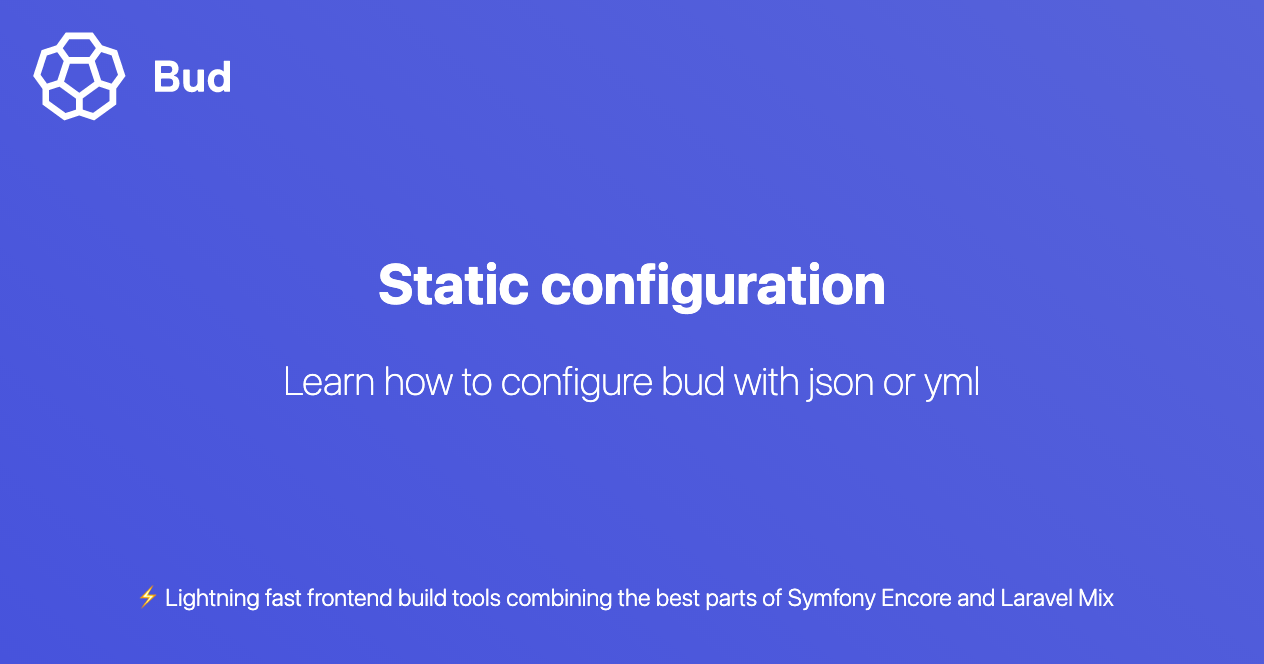 Bud
Static configuration
Learn how to configure bud with json or yml
⚡ Lightning fast frontend build tools combining the best parts of Symfony Encore and Laravel Mix